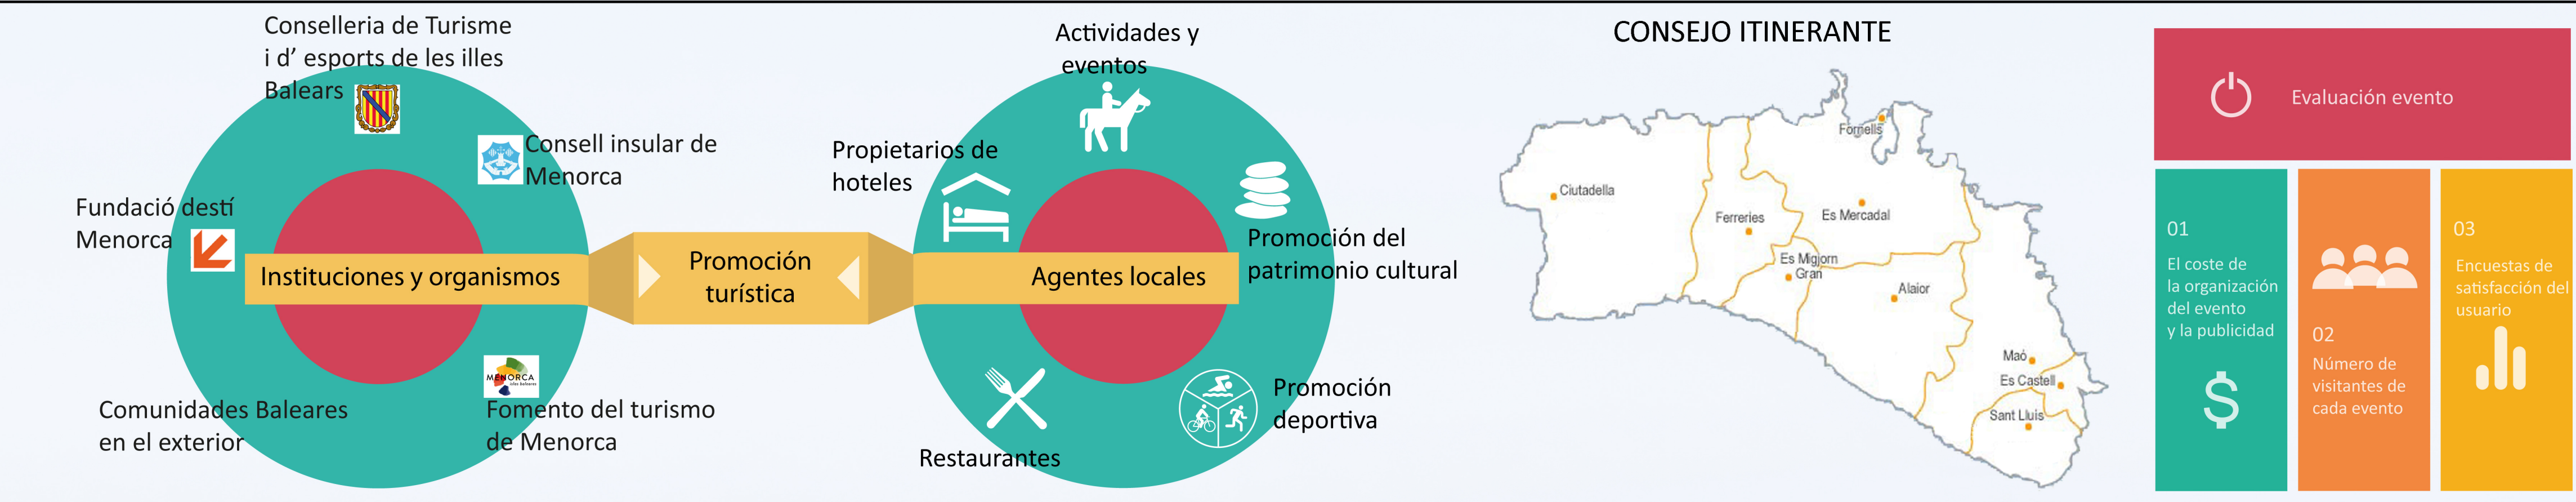 Conselleria de Turisme
i d’ esports de les illes
Balears
Consell insular de
Menorca
Fundació destí
Menorca
Instituciones y organismos
MENORCA
islas baleares
Comunidades Baleares
en el exterior
Fomento del turismo
de Menorca
Promoción
turística
Actividades y
eventos
Propietarios de
hoteles
Promoción del
patrimonio cultural
Agentes locales
Promoción
deportiva
Restaurantes
CONSEJO ITINERANTE
Fornells
Ciutadella
Ferreries
Es Mercadal
Es Migjorn
Gran
Alaior
Maó
Es Castell
Sant Lluis
Evaluación evento
01
El coste de
la organización
del evento
y la publicidad
$
02
Número de
visitantes de
cada evento
03
Encuestas de
satisfacción del
usuario